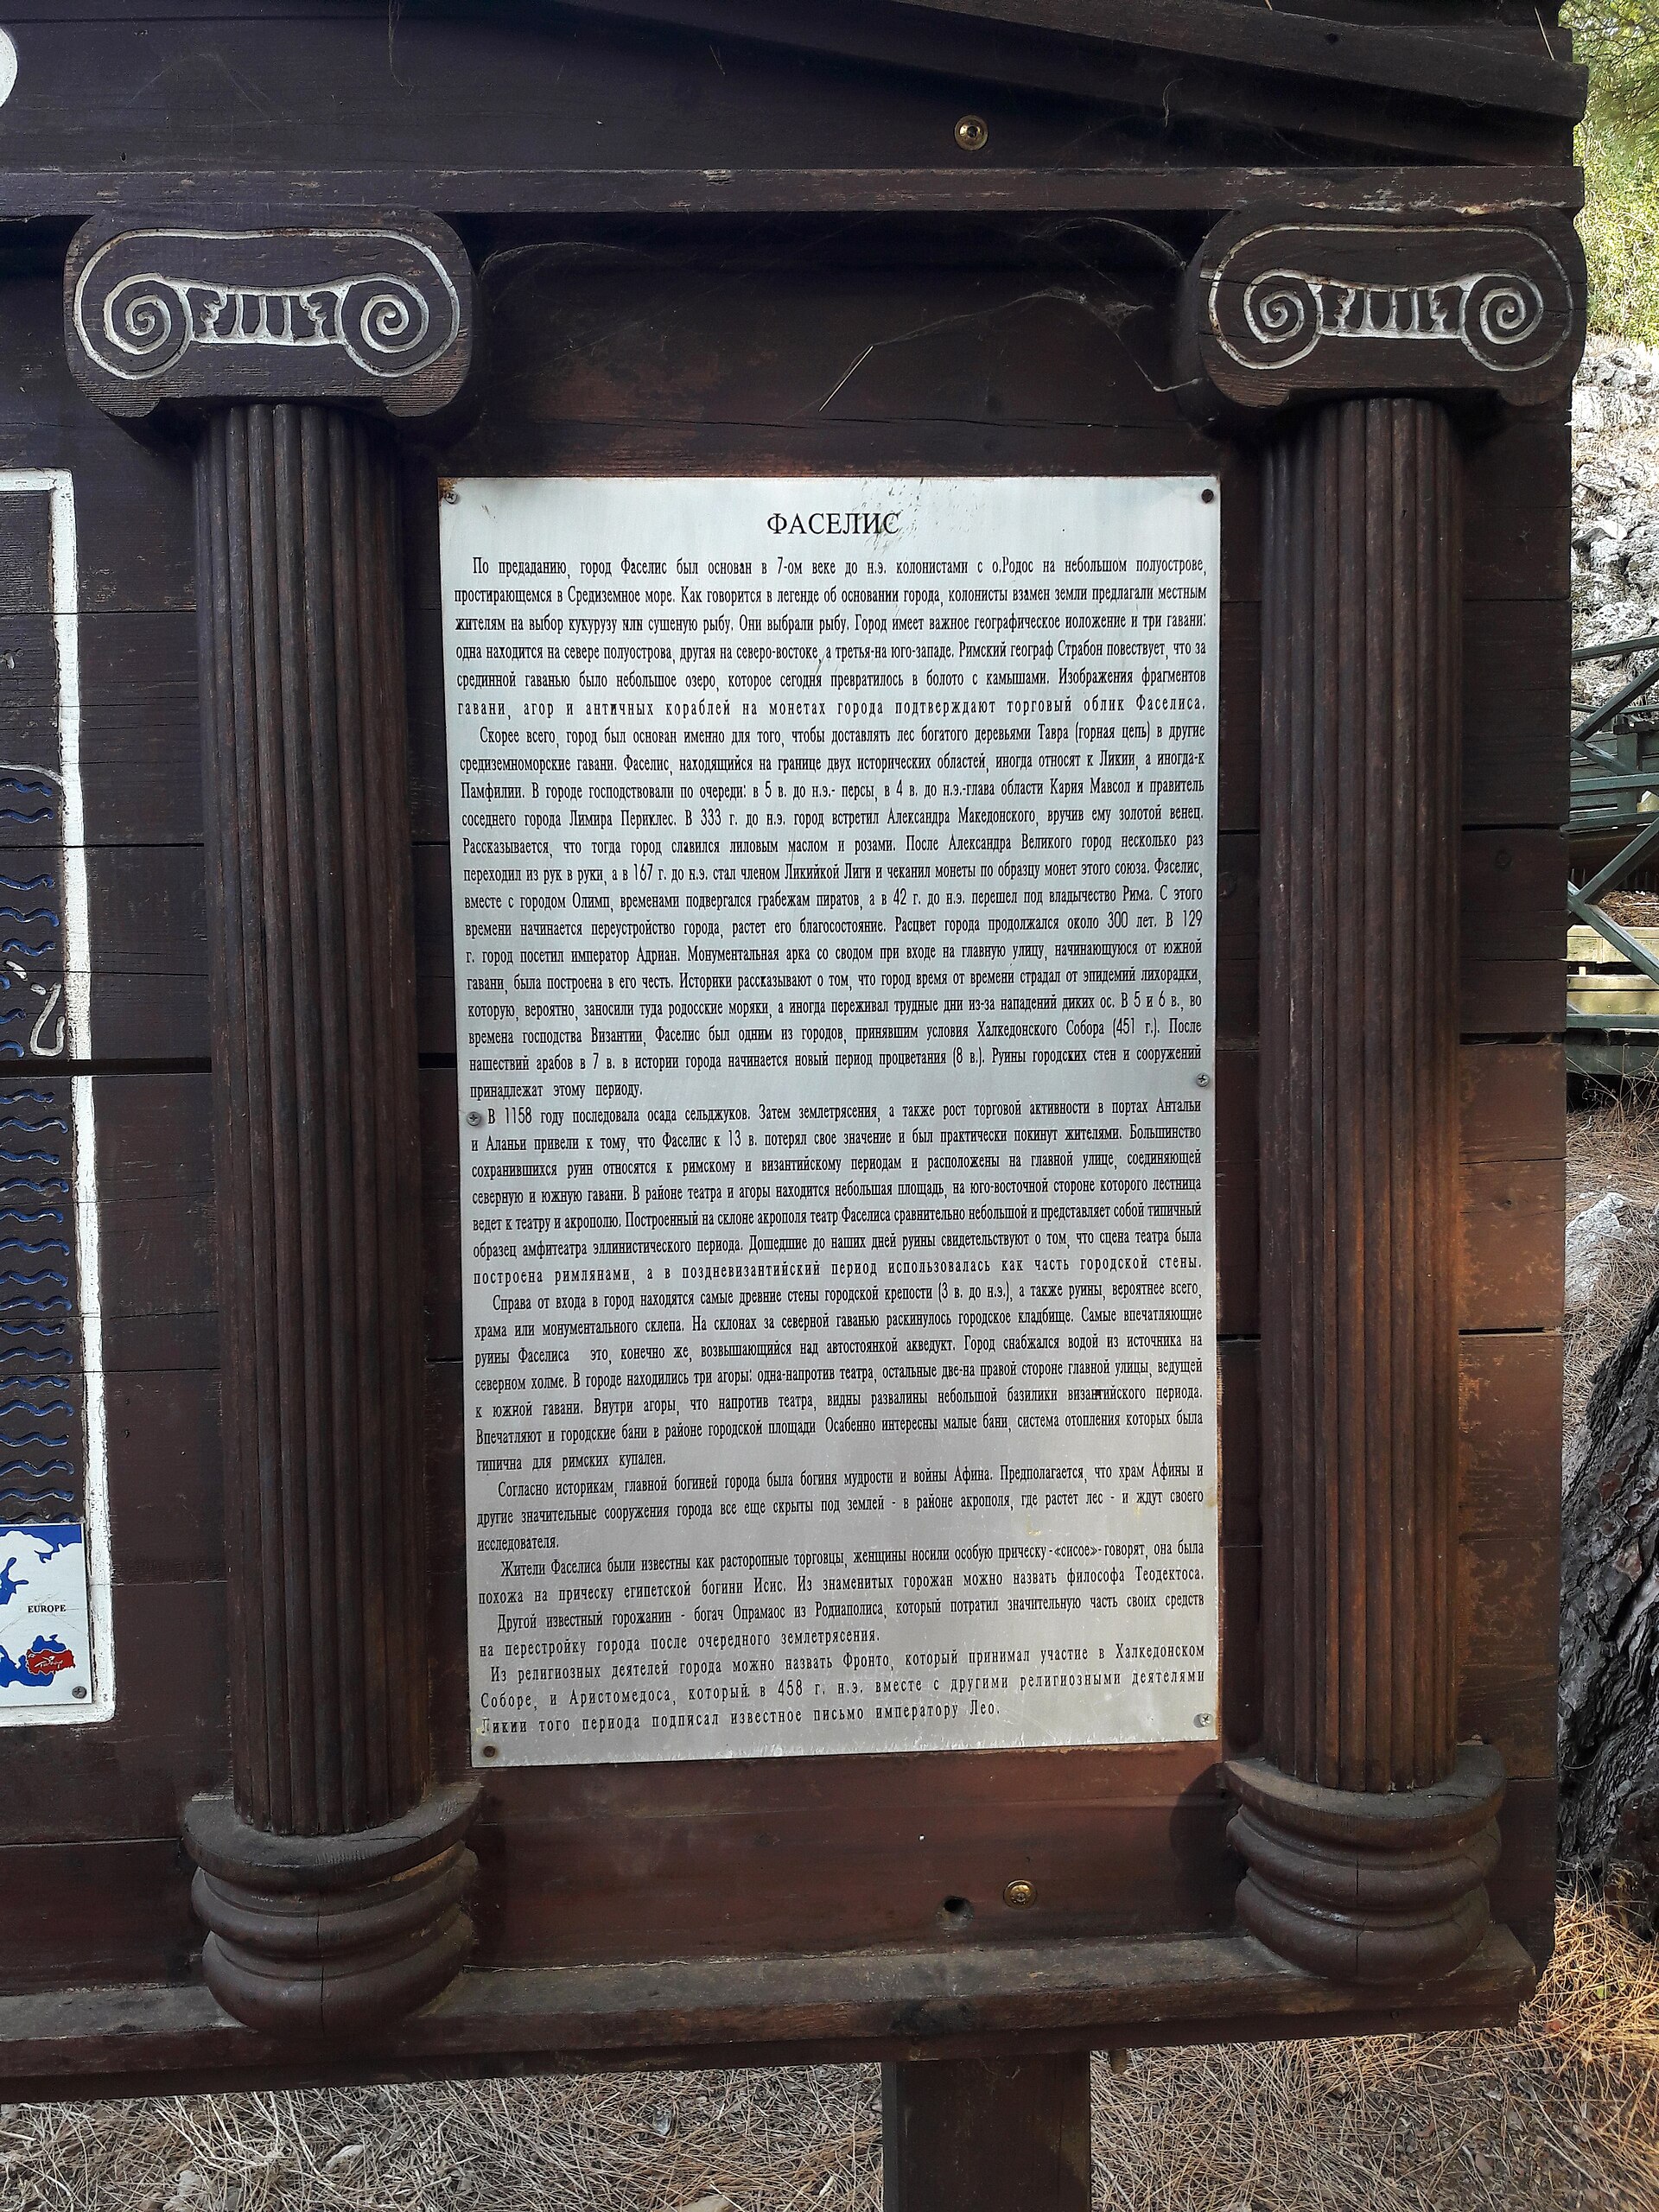 ФАСЕЛИС
По предаданию, город Фаселис был основан в 7-ом веке до н.э. колонистами с о.Родос на небольшом полуострове,
простирающемся в Средиземное море. Как говорится в легенде об основании города, колонисты взамен земли предлагали местным
жителям на выбор кукурузу или сушеную рыбу. Они выбрали рыбу. Город имеет важное географическое иоложение и три гавани:
одна находится на севере полуострова, другая на северо-востоке, а третья-на юго-западе. Римский географ Страбон повествует, что за
срединной гаванью было небольшое озеро, которое сегодня превратилось в болото с камышами. Изображения фрагментов
гавани, агор и античных кораблей на монетах города подтверждают торговый облик Фаселиса.
Скорее всего, город был основан именно для того, чтобы доставлять лес богатого деревьями Тавра (горная цепь) в другие
средиземноморские гавани. Фаселис, находящийся на границе двух исторических областей, иногда относят к Ликии, а иногда-к
Памфилии. В городе господствовали по очереди: в 5 в. до н.э.- персы, в 4 в. до н.э.-глава области Кария Мавсол и правитель
соседнего города Лимира Периклес. В 333 г. до н.э. город встретил Александра Македонского, вручив ему золотой венец.
Рассказывается, что тогда город славился лиловым маслом и розами. После Александра Великого город несколько раз
переходил из рук в руки, а в 167 г. до н.э. стал членом Ликийкой Лиги и чеканил монеты по образцу монет этого союза. Фаселис,
вместе с городом Олимп, временами подвергался грабежам пиратов, а в 42 г. до н.э. перешел под владычество Рима. С этого
времени начинается переустройство города, растет его благосостояние. Расцвет города продолжался около 300 лет. В 129
г. город посетил император Адриан. Монументальная арка со сводом при входе на главную улицу, начинающуюся от южной
гавани, была построена в его честь. Историки рассказывают о том, что город время от времени страдал от эпидемий лихорадки,
которую, вероятно, заносили туда родосские моряки, а иногда переживал трудные дни из-за нападений диких ос. В 5 и 6 в., во
времена господства Византии, Фаселис был одним из городов, принявшим условия Халкедонского Собора (451 г.). После
нашествий арабов в 7 в. в истории города начинается новый период процветания (8 в.). Руины городских стен и сооружений
принадлежат этому периоду.
В 1158 году последовала осада сельджуков. Затем землетрясения, а также рост торговой активности в портах Антальи
и Аланьи привели к тому, что Фаселис к 13 в. потерял свое значение и был практически покинут жителями. Большинство
сохранившихся руин относятся к римскому и византийскому периодам и расположены на главной улице, соединяющей
северную и южную гавани. В районе театра и агоры находится небольшая площадь, на юго-восточной стороне которого лестница
ведет к театру и акрополю. Построенный на склоне акрополя театр Фаселиса сравнительно небольшой и представляет собой типичный
образец амфитеатра эллинистического периода. Дошедшие до наших дней руины свидетельствуют о том, что сцена театра была
построена римлянами, а в поздневизантийский период использовалась как часть городской стены.
Справа от входа в город находятся самые древние стены городской крепости (3 в. до н.э.), а также руины, вероятнее всего,
храма или монументального склепа. На склонах за северной гаванью раскинулось городское кладбище. Самые впечатляющие
руины Фаселиса это, конечно же, возвышающийся над автостоянкой акведукт. Город снабжался водой из источника на
северном холме. В городе находились три агоры: одна-напротив театра, остальные две-на правой стороне главной улицы, ведущей
к южной гавани. Внутри агоры, что напротив театра, видны развалины небольшой базилики византийского периода.
Впечатляют и городские бани в районе городской площади Особенно интересны малые бани, система отопления которых была
типична для римских купален.
Согласно историкам, главной богиней города была богиня мудрости и войны Афина. Предполагается, что храм Афины и
другие значительные сооружения города все еще скрыты под землей - в районе акрополя, где растет лес - и ждут своего
исследователя.
Жители Фаселиса были известны как расторопные торговцы, женщины носили особую прическу-«сисое»-говорят, она была
похожа на прическу египетской богини Исис. Из знаменитых горожан можно назвать философа Теодектоса.
Другой известный горожанин - богач Опрамаос из Родиаполиса, который потратил значительную часть своих средств
на перестройку города после очередного землетрясения.
Из религиозных деятелей города можно назвать Фронто, который принимал участие в Халкедонском
Соборе, и Аристомедоса, который в 458 г. н.э. вместе с другими религиозными деятелями
Ликии того периода подписал известное письмо императору Лео.
EUROPE